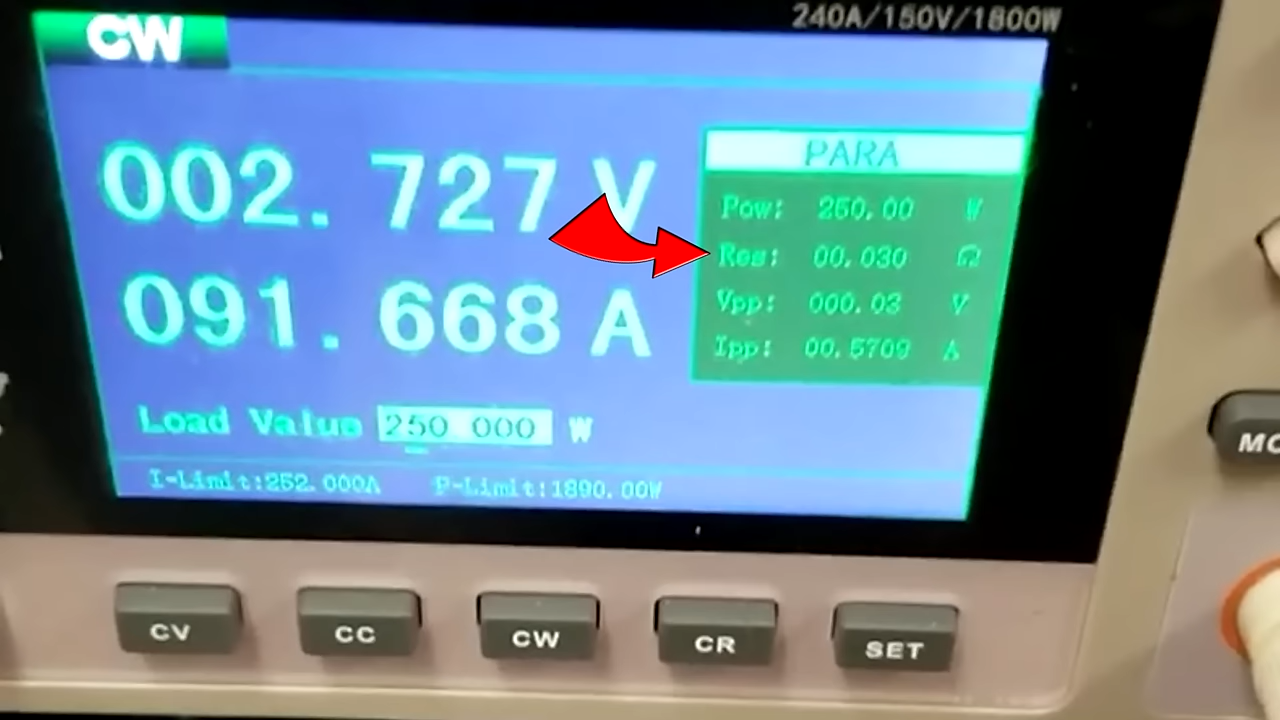 240A/150V/1800W
CW
002.727 V
091.668 A
PARA
Pow: 250.00 W
Res: 00.030 Ω
Vpp: 000.03 V
Ipp: 00.5709 A
Load Value 250 000 W
I-Limit:252.000A P-Limit:1890.00W
CV CC CW CR SET